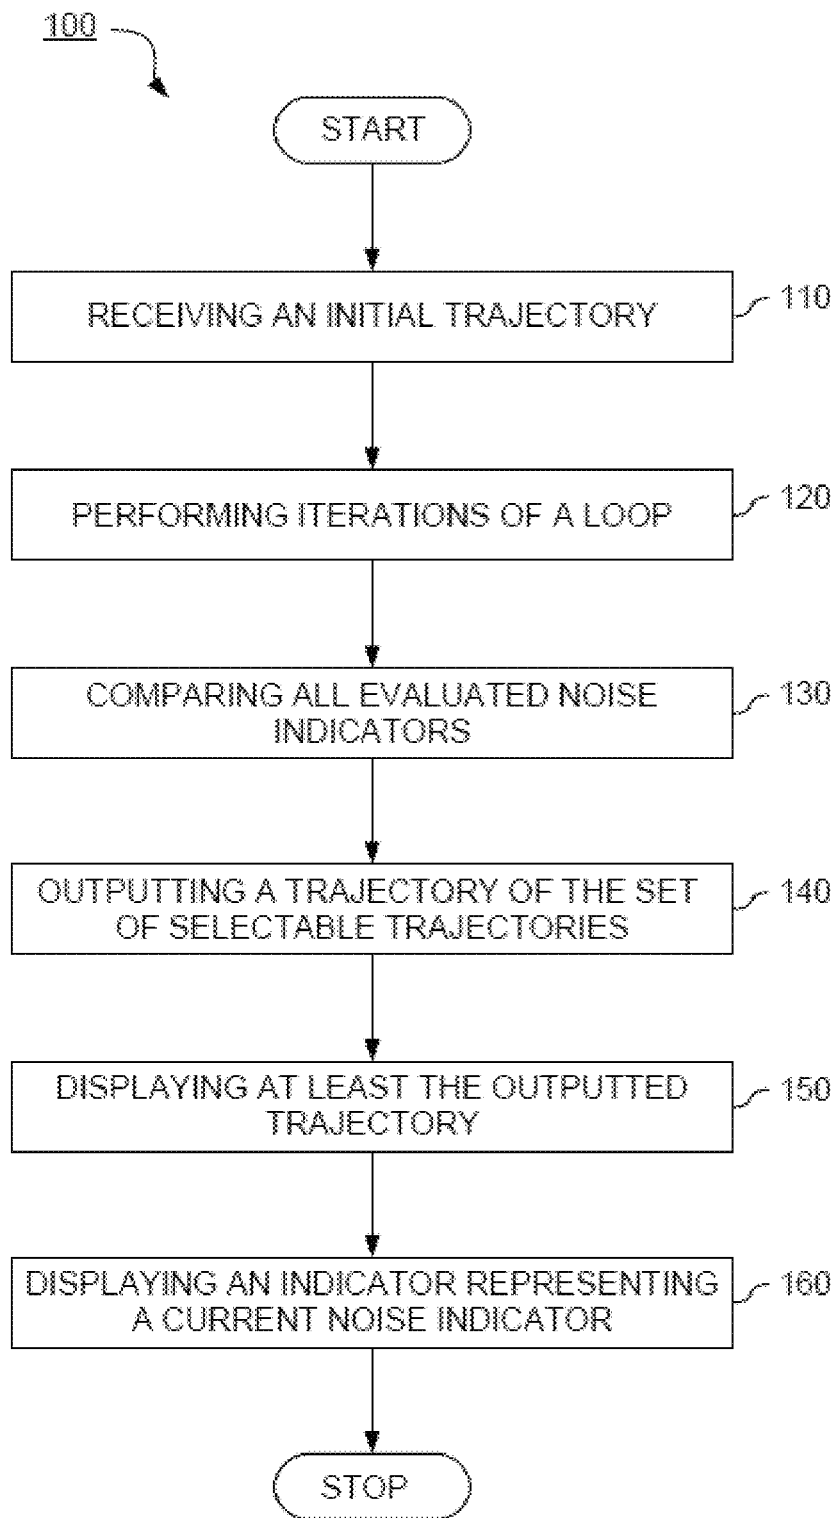 100
START
RECEIVING AN INITIAL TRAJECTORY
110
PERFORMING ITERATIONS OF A LOOP
120
COMPARING ALL EVALUATED NOISE
INDICATORS
130
OUTPUTTING A TRAJECTORY OF THE SET
OF SELECTABLE TRAJECTORIES
140
DISPLAYING AT LEAST THE OUTPUTTED
TRAJECTORY
150
DISPLAYING AN INDICATOR REPRESENTING
A CURRENT NOISE INDICATOR
160
STOP